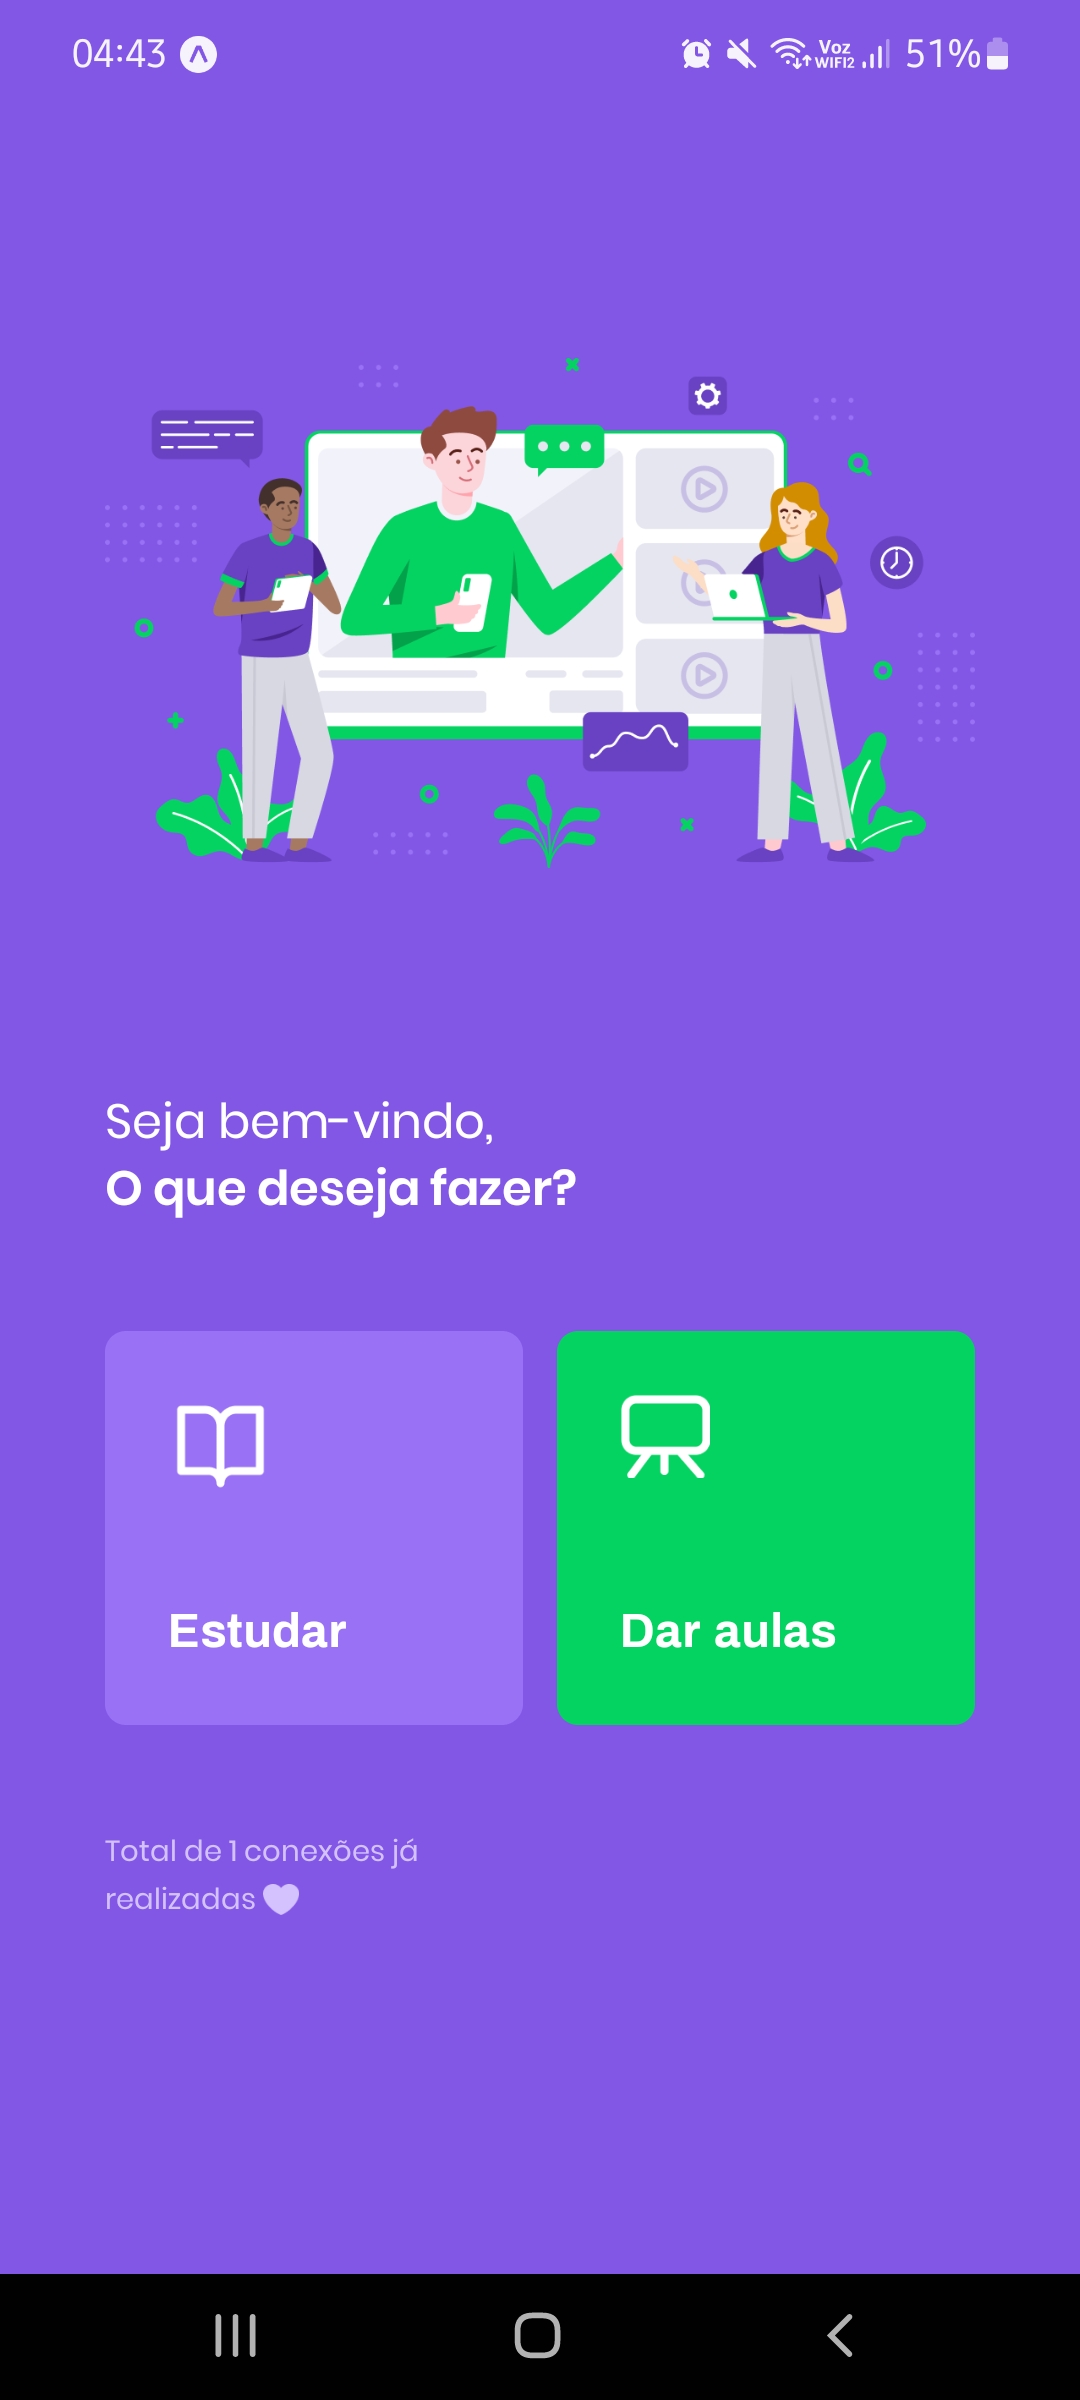 04:43
Voz
WIFI2
51%
Seja bem-vindo,
O que deseja fazer?
Estudar
Dar aulas
Total de 1 conexões já
realizadas